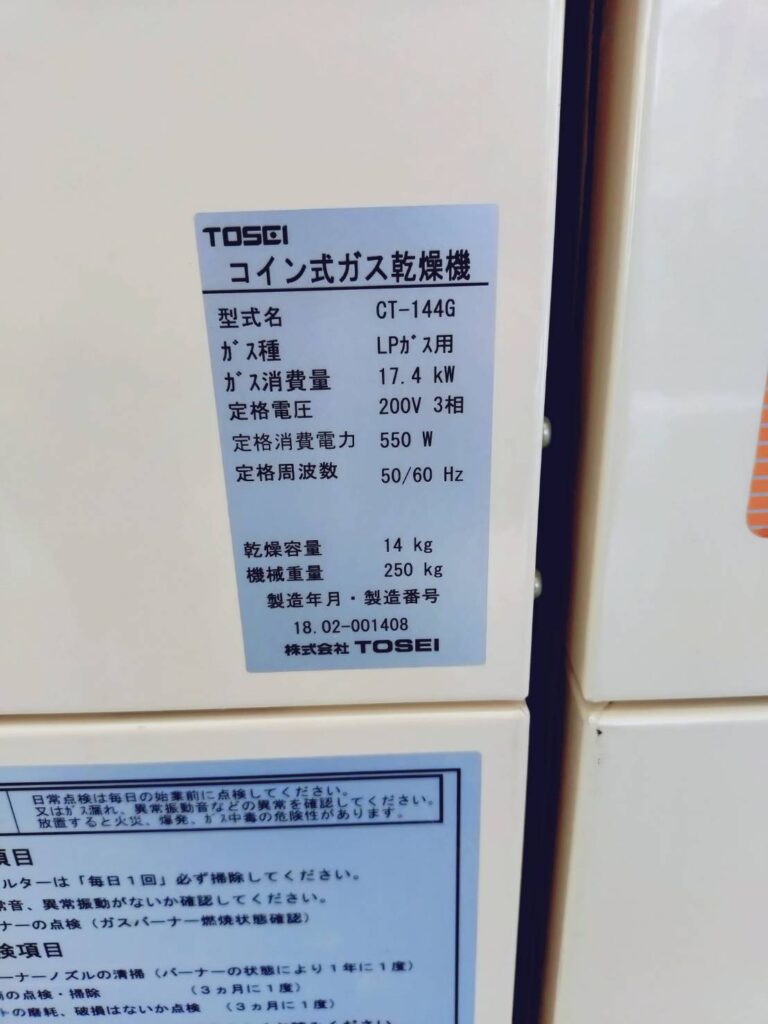 TOSEI
コイン式ガス乾燥機
型式名 CT-144G
ｶﾞｽ種 LPｶﾞｽ用
ｶﾞｽ消費量 17.4 kW
定格電圧 200V 3相
定格消費電力 550 W
定格周波数 50/60 Hz
乾燥容量 14 kg
機械重量 250 kg
製造年月・製造番号
18.02-001408
株式会社 TOSEI
日常点検は毎日の始業前に点検してください。
又はｶﾞｽ漏れ、異常振動音などの異常を確認してください。
放置すると火災、爆発、ｶﾞｽ中毒の危険性があります。
項目
ルターは「毎日1回」必ず掃除してください。
常音、異常振動がないか確認してください。
ナーの点検（ガスバーナー燃焼状態確認）
検項目
ーナーノズルの清掃（バーナーの状態により1年に1度）
の点検・掃除 （3ヵ月に1度）
トの磨耗、破損はないか点検 （3ヵ月に1度）